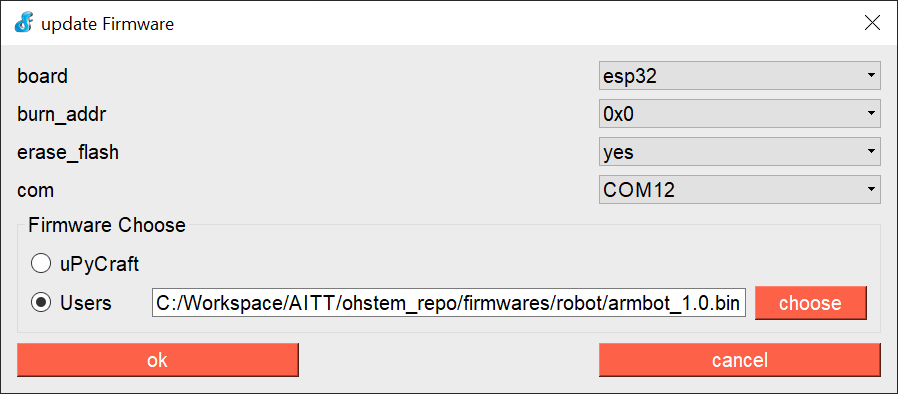 update Firmware
board esp32
burn_addr 0x0
erase_flash yes
com COM12
Firmware Choose
uPyCraft
Users C:/Workspace/AITT/ohstem_repo/firmwares/robot/armbot_1.0.bin choose
ok cancel